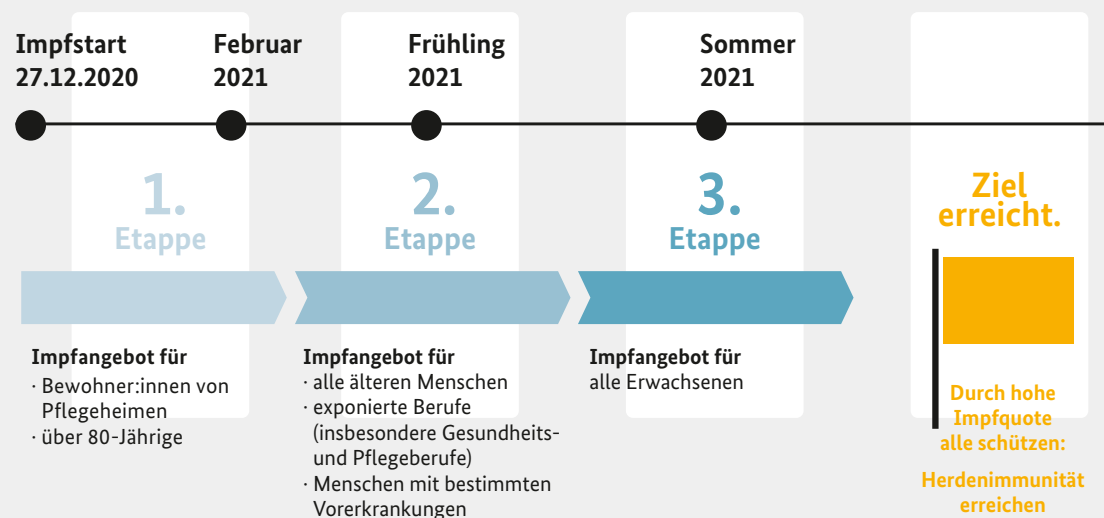 Impfstart
27.12.2020
Februar
2021
Frühling
2021
Sommer
2021
1.
Etappe
2.
Etappe
3.
Etappe
Ziel
erreicht.
Impfangebot für
· Bewohner:innen von
Pflegeheimen
· über 80-Jährige
Impfangebot für
· alle älteren Menschen
· exponierte Berufe
(insbesondere Gesundheits-
und Pflegeberufe)
· Menschen mit bestimmten
Vorerkrankungen
Impfangebot für
alle Erwachsenen
Durch hohe
Impfquote
alle schützen:
Herdenimmunität
erreichen